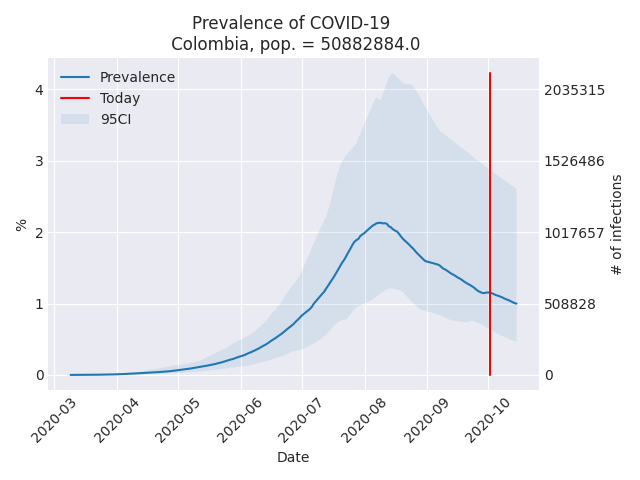 Prevalence of COVID-19
Colombia, pop. = 50882884.0
Prevalence
Today
95CI
%
4
3
2
1
0
2035315
1526486
1017657
508828
0
# of infections
2020-03
2020-04
2020-05
2020-06
2020-07
2020-08
2020-09
2020-10
Date